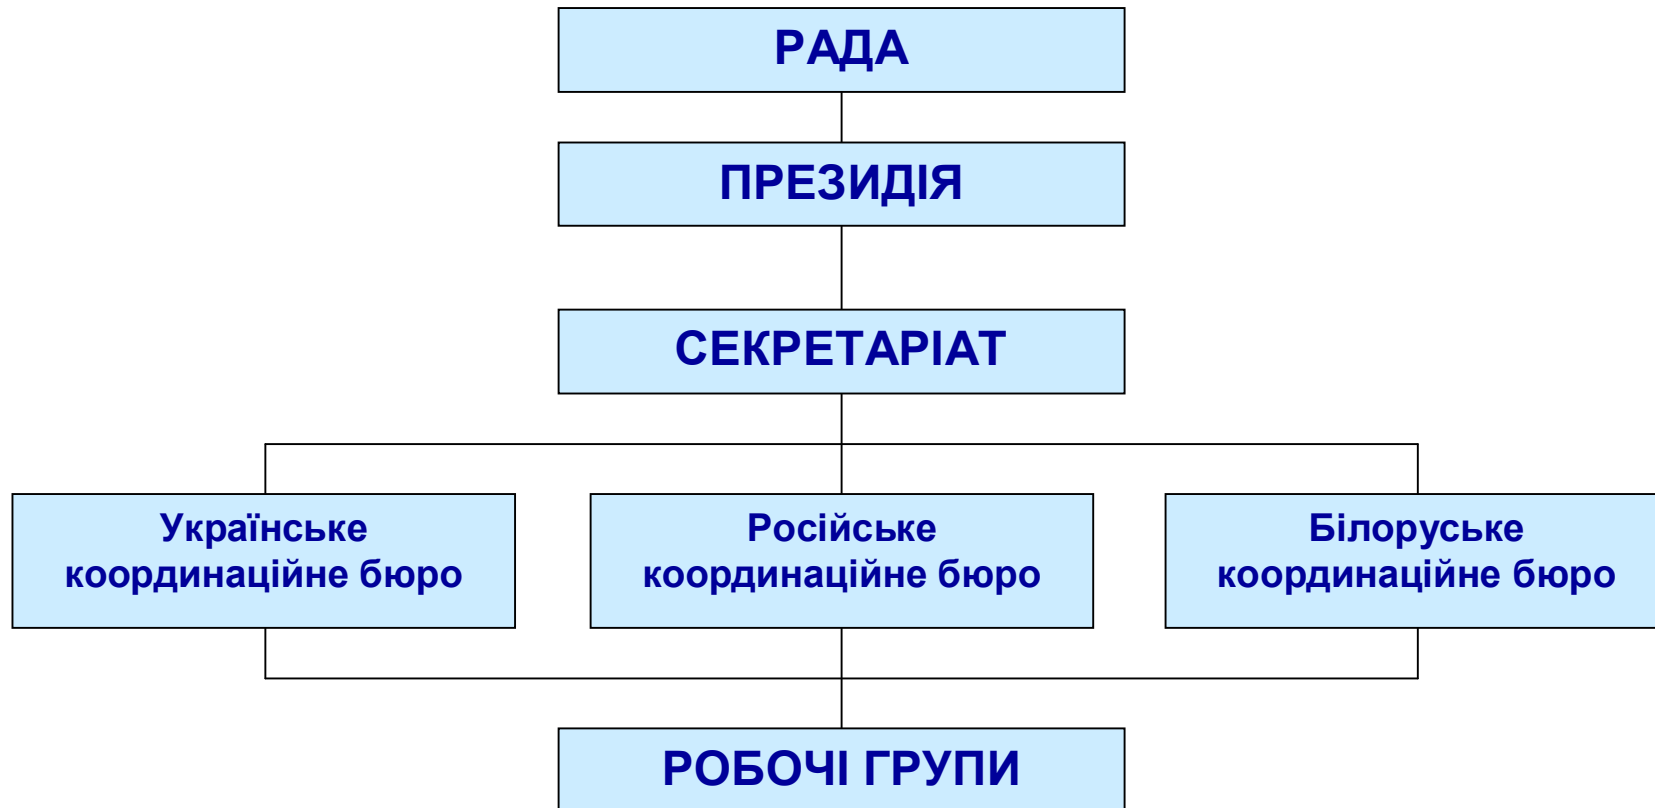 РАДА
ПРЕЗИДІЯ
СЕКРЕТАРІАТ
Українське
координаційне бюро
Російське
координаційне бюро
Білоруське
координаційне бюро
РОБОЧІ ГРУПИ